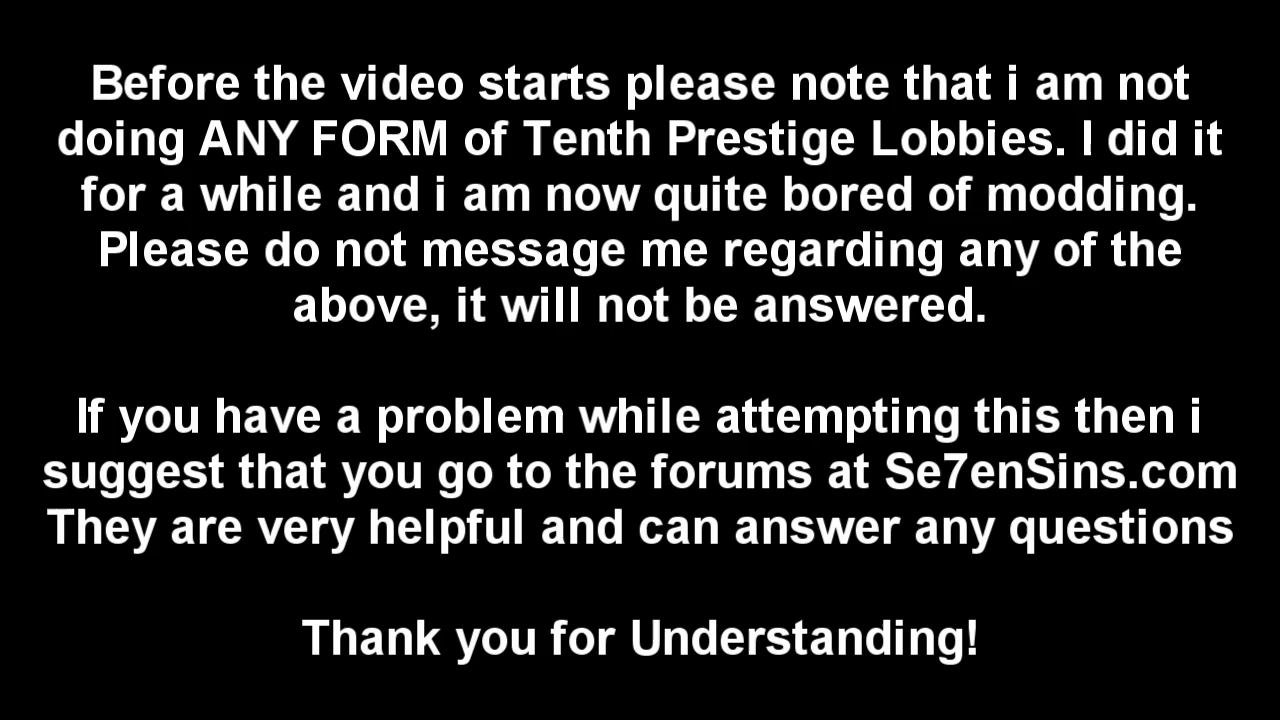 Before the video starts please note that i am not
doing ANY FORM of Tenth Prestige Lobbies. I did it
for a while and i am now quite bored of modding.
Please do not message me regarding any of the
above, it will not be answered.
If you have a problem while attempting this then i
suggest that you go to the forums at Se7enSins.com
They are very helpful and can answer any questions
Thank you for Understanding!